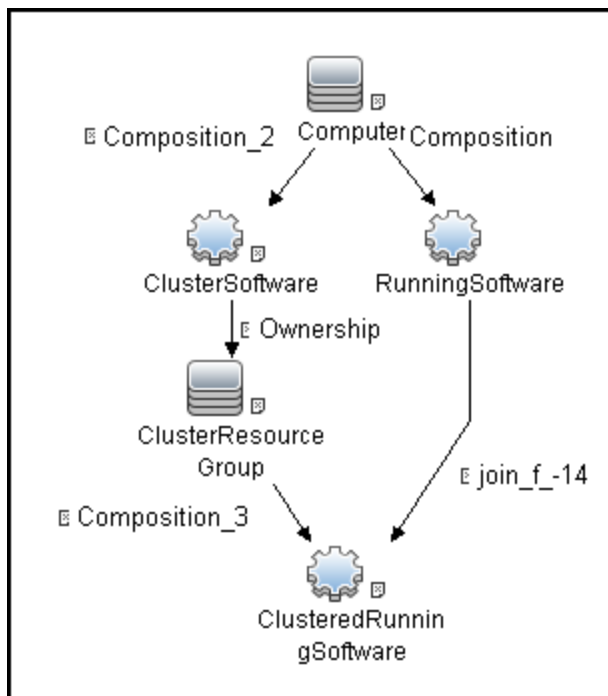 Composition_2
Computer
Composition
ClusterSoftware
RunningSoftware
Ownership
ClusterResource
Group
join_f_-14
Composition_3
ClusteredRunnin
gSoftware